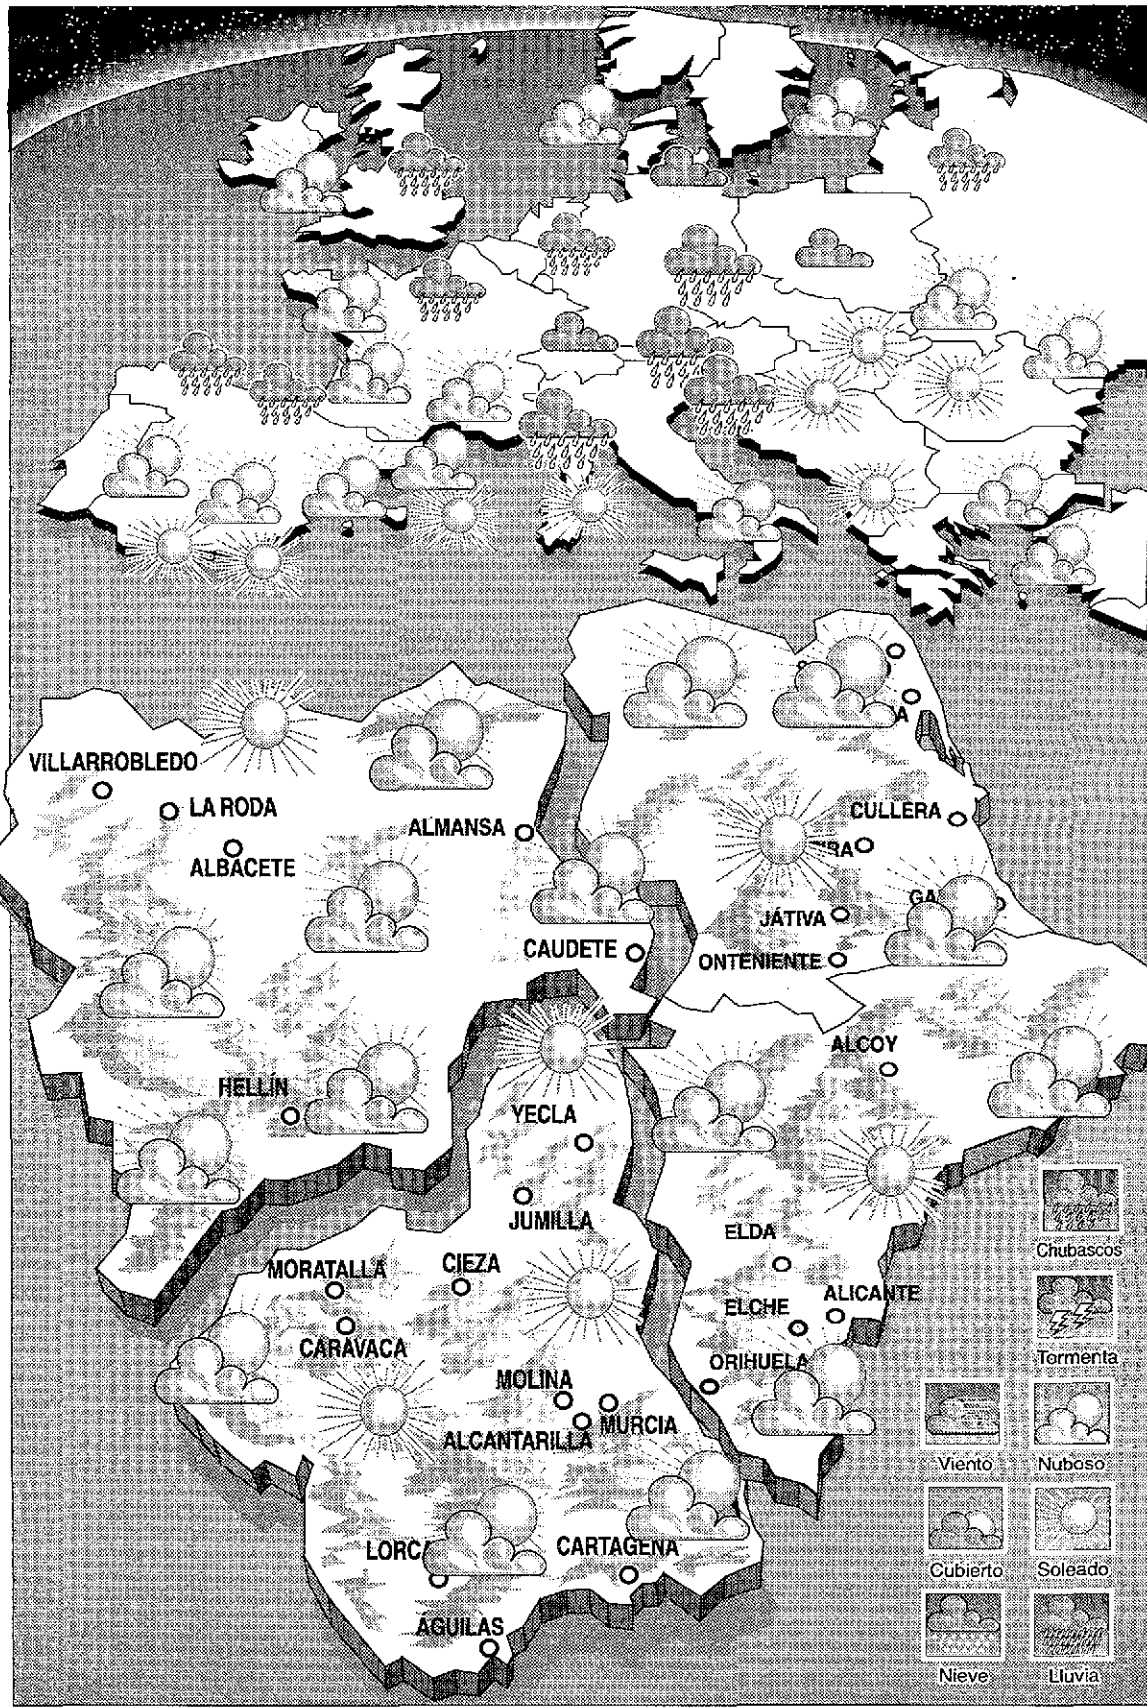 VILLARROBLEDO
LA RODA
ALBACETE
ALMANSA
CULLERA
JÁTIVA
CAUDETE
ONTENIENTE
ALCOY
HELLÍN
YECLA
JUMILLA
ELDA
MORATALLA
CIEZA
ELCHE
ALICANTE
CARAVACA
ORIHUELA
MOLINA
MURCIA
ALCANTARILLA
CARTAGENA
ÁGUILAS
Chubascos
Tormenta
Viento
Nuboso
Cubierto
Soleado
Nieve
Lluvia